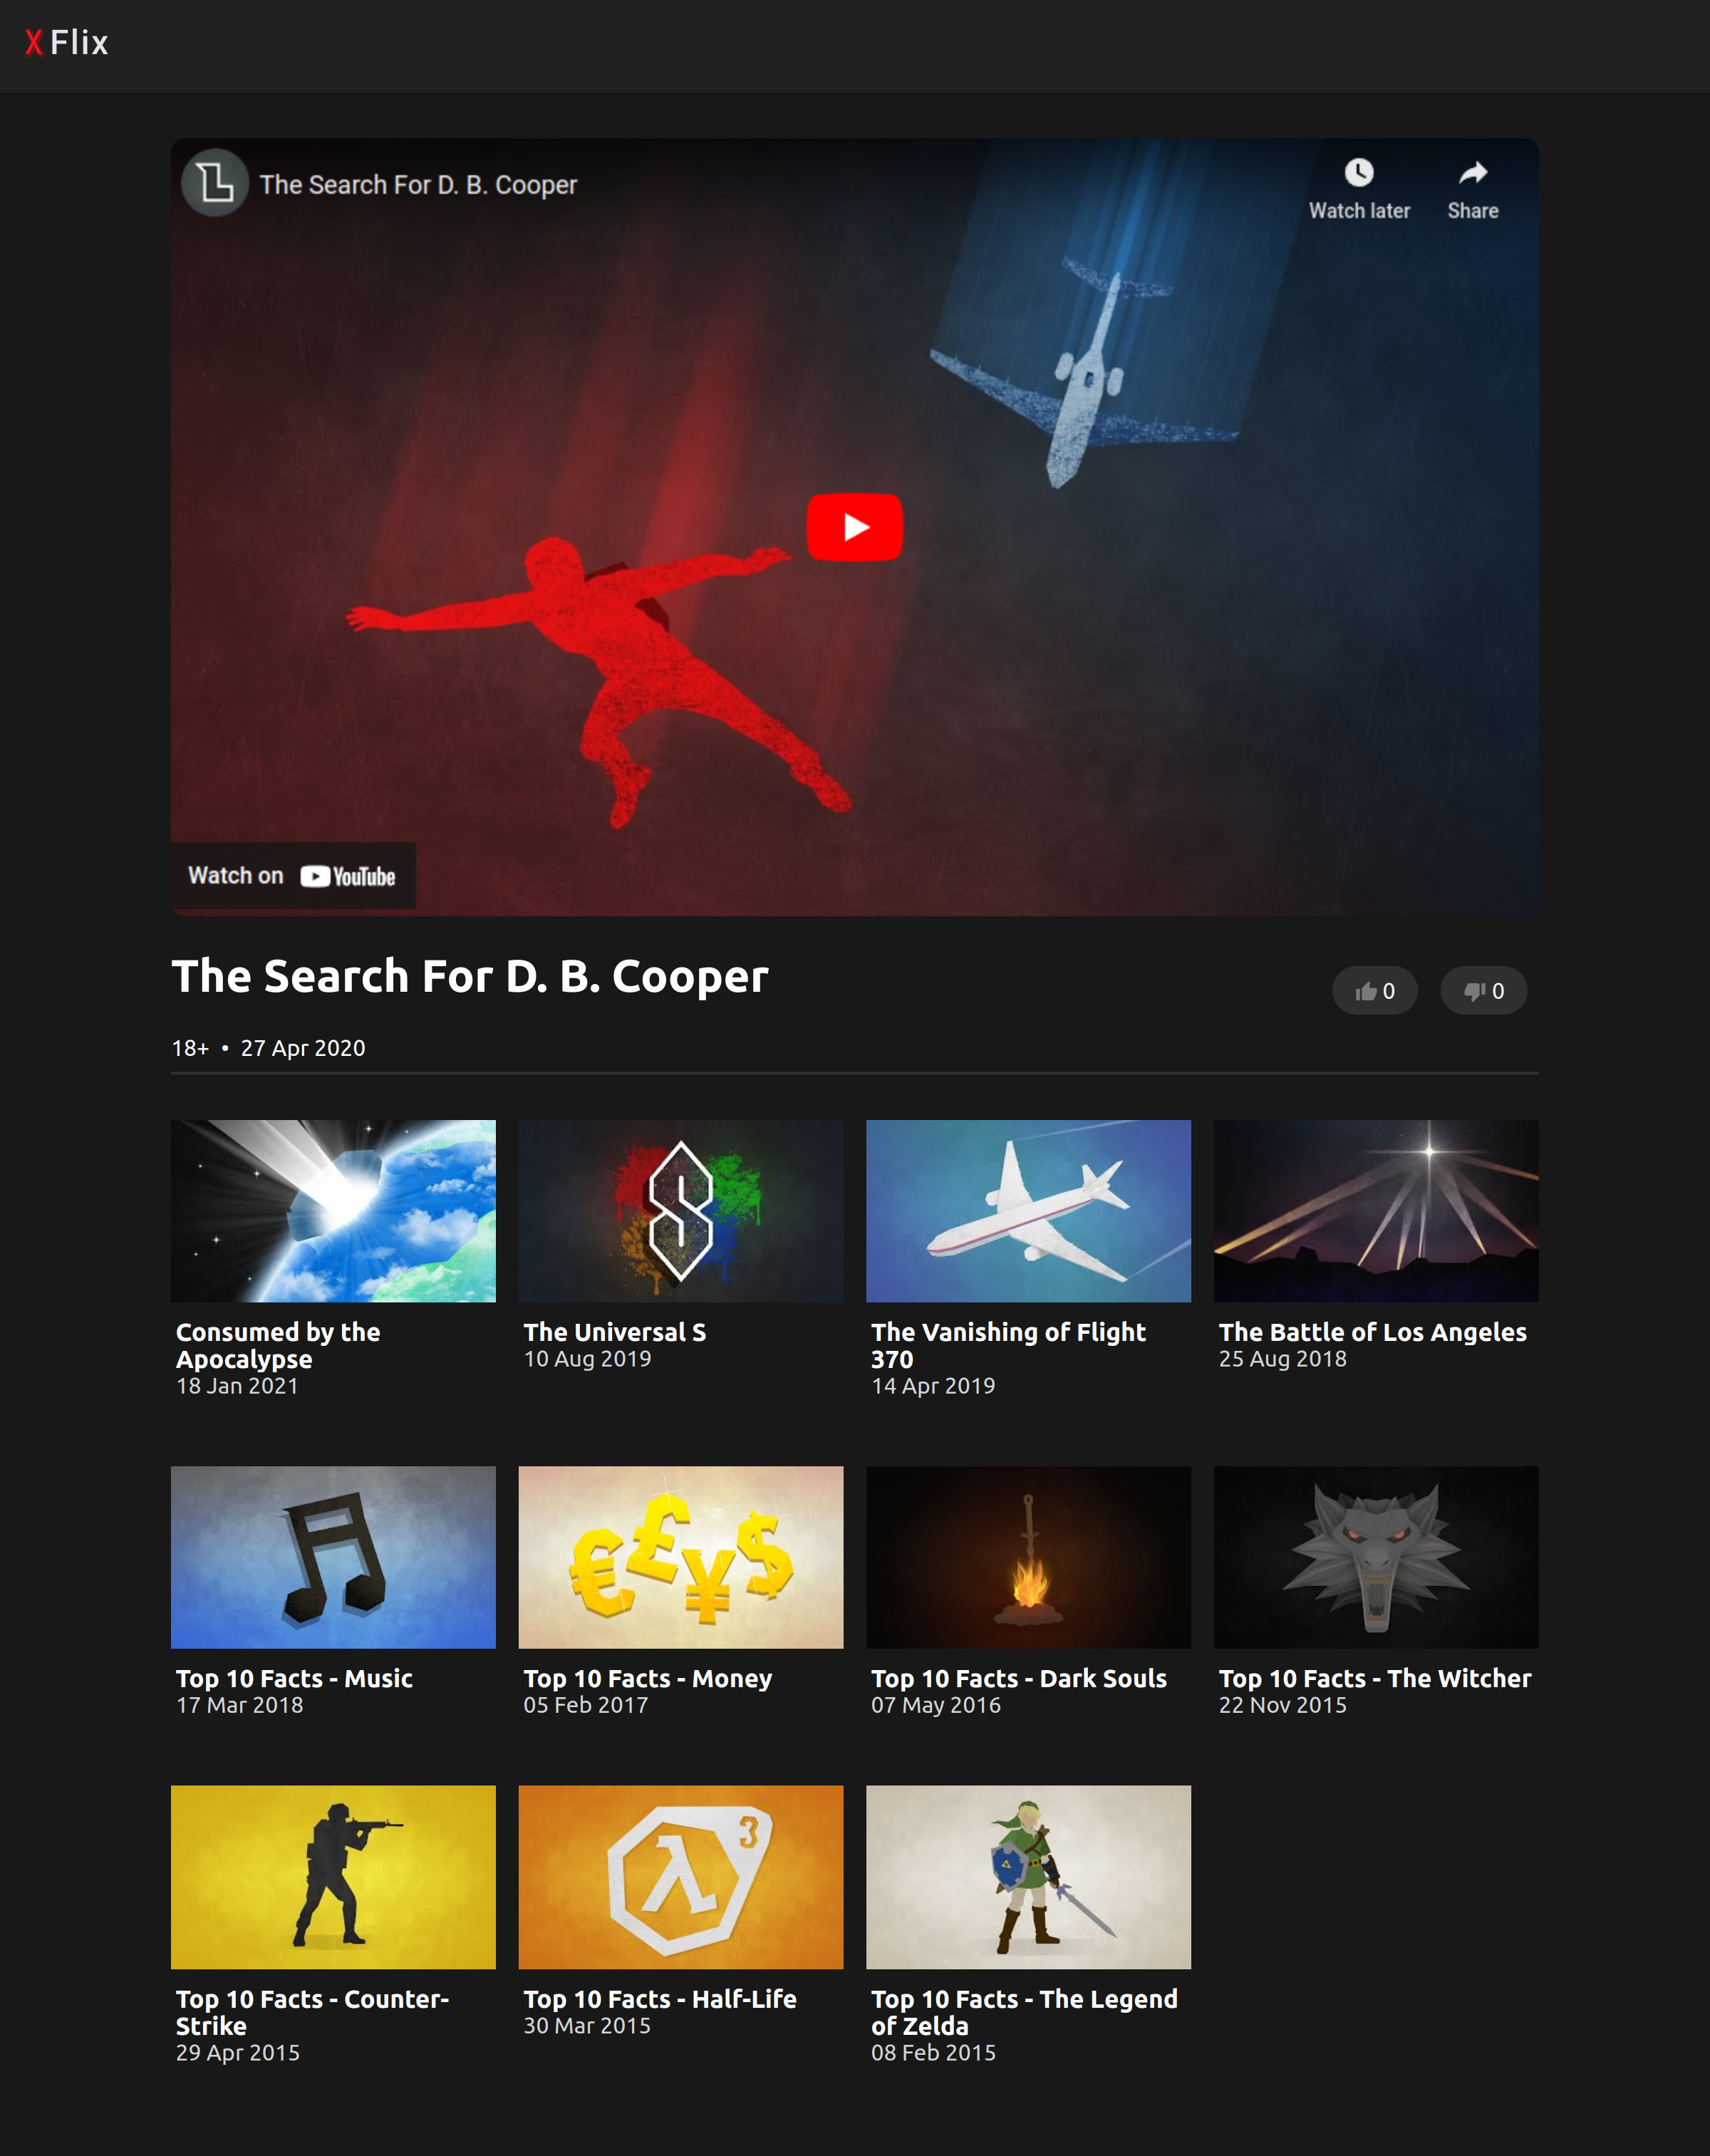 X Flix
The Search For D. B. Cooper
Watch later
Share
Watch on YouTube
The Search For D. B. Cooper
0
0
18+ • 27 Apr 2020
Consumed by the
Apocalypse
18 Jan 2021
The Universal S
10 Aug 2019
The Vanishing of Flight
370
14 Apr 2019
The Battle of Los Angeles
25 Aug 2018
Top 10 Facts - Music
17 Mar 2018
€£¥$
Top 10 Facts - Money
05 Feb 2017
Top 10 Facts - Dark Souls
07 May 2016
Top 10 Facts - The Witcher
22 Nov 2015
Top 10 Facts - Counter-
Strike
29 Apr 2015
λ3
Top 10 Facts - Half-Life
30 Mar 2015
Top 10 Facts - The Legend
of Zelda
08 Feb 2015